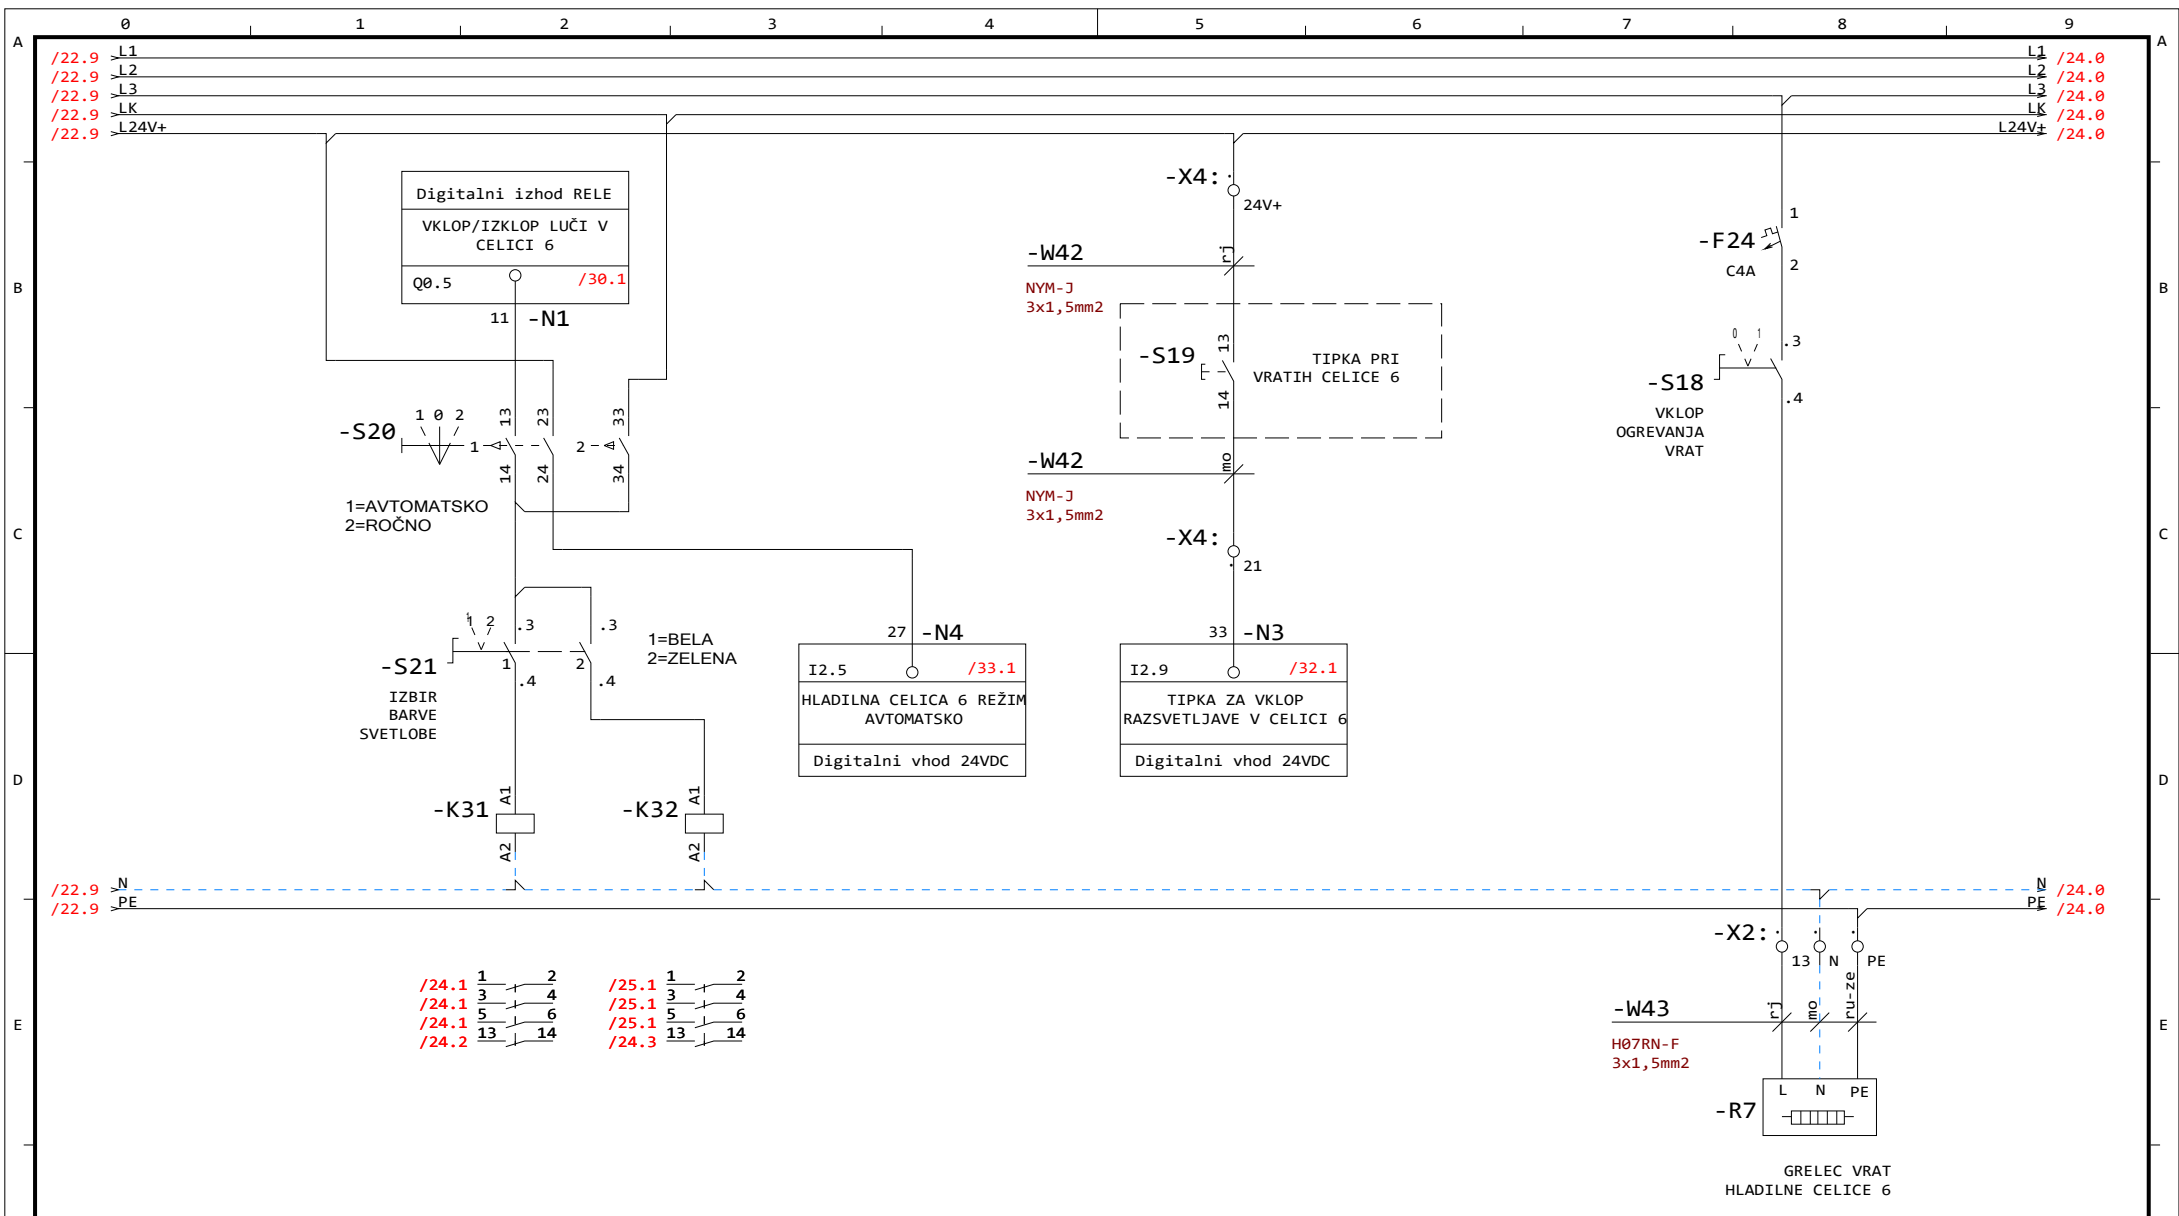 0 1 2 3 4 5 6 7 8 9
A A
/22.9 L1 L1 /24.0
/22.9 L2 L2 /24.0
/22.9 L3 L3 /24.0
/22.9 LK LK /24.0
/22.9 L24V+ L24V+ /24.0
Digitalni izhod RELE
VKLOP/IZKLOP LUČI V
CELICI 6
Q0.5 /30.1
11 -N1
-X4:
24V+
-W42 rj
NYM-J
3x1,5mm2
B B
-S19 13
14
TIPKA PRI
VRATIH CELICE 6
-W42 mo
NYM-J
3x1,5mm2
-X4:
21
1
-F24
C4A
2
0 1
.3
-S18
.4
VKLOP
OGREVANJA
VRAT
-S20 1 0 2
1 13 23 2 33
14 24 34
1=AVTOMATSKO
2=ROČNO
C C
1 2 .3 .3
-S21 1 2
.4 .4
IZBIR
BARVE
SVETLOBE
1=BELA
2=ZELENA
27 -N4
I2.5 /33.1
HLADILNA CELICA 6 REŽIM
AVTOMATSKO
Digitalni vhod 24VDC
33 -N3
I2.9 /32.1
TIPKA ZA VKLOP
RAZSVETLJAVE V CELICI 6
Digitalni vhod 24VDC
D D
-K31 A1
A2
-K32 A1
A2
/22.9 N N /24.0
/22.9 PE PE /24.0
-X2:
13 N PE
-W43 rj mo ru-ze
H07RN-F
3x1,5mm2
L N PE
-R7
GRELEC VRAT
HLADILNE CELICE 6
/24.1 1 2
/24.1 3 4
/24.1 5 6
/24.2 13 14
/25.1 1 2
/25.1 3 4
/25.1 5 6
/24.3 13 14
E E